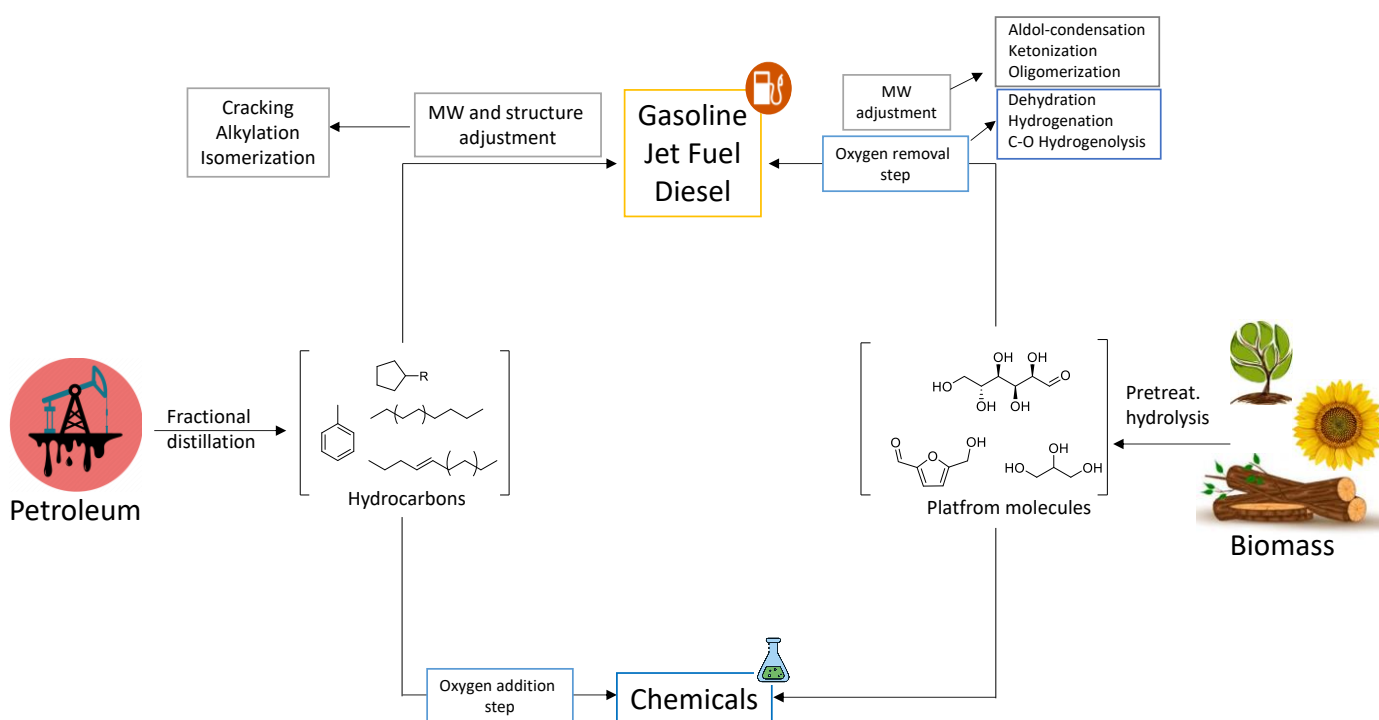 Aldol-condensation
Ketonization
Oligomerization
MW
adjustment
Dehydration
Hydrogenation
C-O Hydrogenolysis
Oxygen removal
step
Gasoline
Jet Fuel
Diesel
MW and structure
adjustment
Cracking
Alkylation
Isomerization
Petroleum
Fractional
distillation
R
Hydrocarbons
OH
OH
OH
HO
O
OH
OH
O
O
OH
OH
HO
OH
Platfrom molecules
Pretreat.
hydrolysis
Biomass
Oxygen addition
step
Chemicals